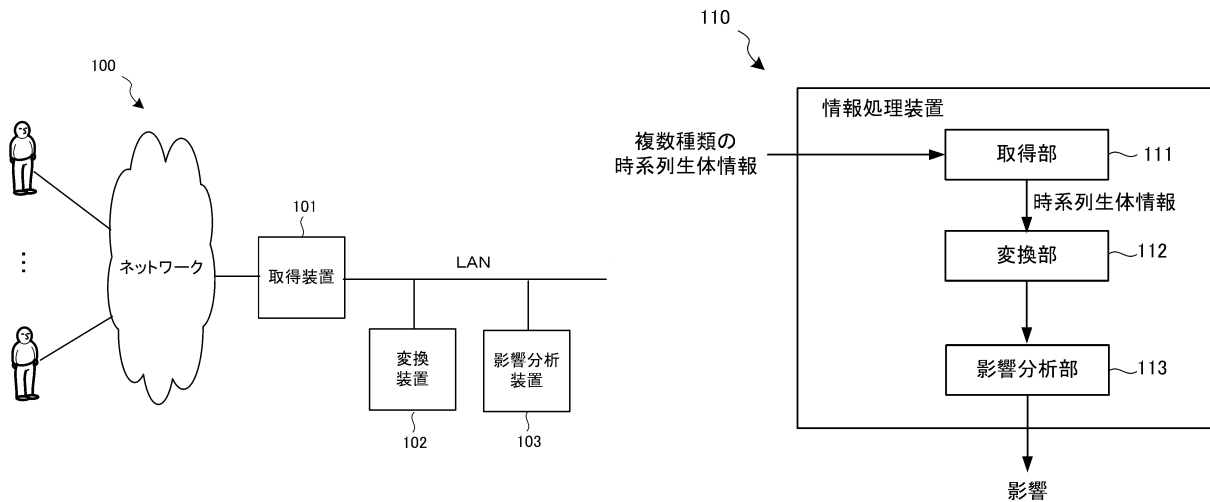 100
ネットワーク
101
取得装置
LAN
変換
装置
102
影響分析
装置
103
110
情報処理装置
複数種類の
時系列生体情報
取得部
111
時系列生体情報
変換部
112
影響分析部
113
影響